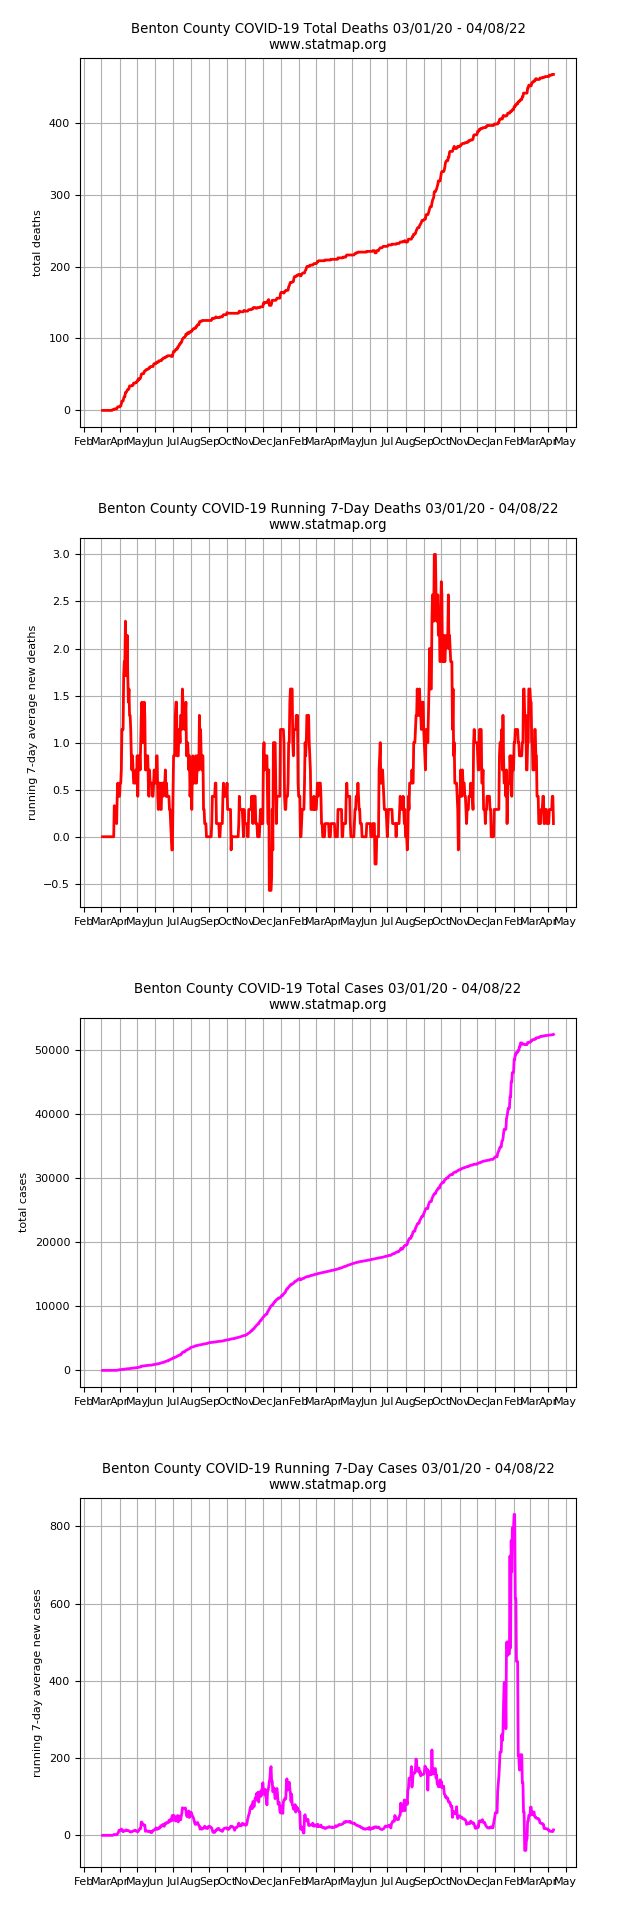 Benton County COVID-19 Total Deaths 03/01/20 - 04/08/22
www.statmap.org
400
300
200
100
0
total deaths
Feb Mar Apr May Jun Jul Aug Sep Oct Nov Dec Jan Feb Mar Apr May Jun Jul Aug Sep Oct Nov Dec Jan Feb Mar Apr May
Benton County COVID-19 Running 7-Day Deaths 03/01/20 - 04/08/22
www.statmap.org
3.0
2.5
2.0
1.5
1.0
0.5
0.0
−0.5
running 7-day average new deaths
Feb Mar Apr May Jun Jul Aug Sep Oct Nov Dec Jan Feb Mar Apr May Jun Jul Aug Sep Oct Nov Dec Jan Feb Mar Apr May
Benton County COVID-19 Total Cases 03/01/20 - 04/08/22
www.statmap.org
50000
40000
30000
20000
10000
0
total cases
Feb Mar Apr May Jun Jul Aug Sep Oct Nov Dec Jan Feb Mar Apr May Jun Jul Aug Sep Oct Nov Dec Jan Feb Mar Apr May
Benton County COVID-19 Running 7-Day Cases 03/01/20 - 04/08/22
www.statmap.org
800
600
400
200
0
running 7-day average new cases
Feb Mar Apr May Jun Jul Aug Sep Oct Nov Dec Jan Feb Mar Apr May Jun Jul Aug Sep Oct Nov Dec Jan Feb Mar Apr May